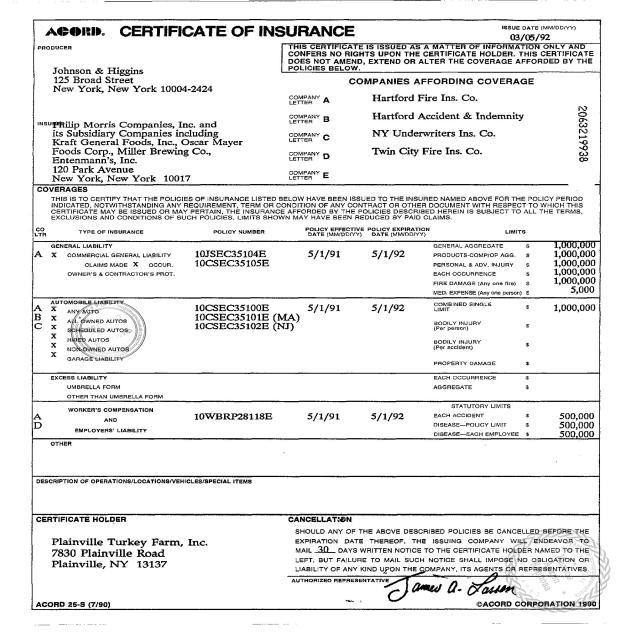 ACORD. CERTIFICATE OF INSURANCE
ISSUE DATE (MM/DD/YY)
03/05/92
PRODUCER
Johnson & Higgins
125 Broad Street
New York, New York 10004-2424
THIS CERTIFICATE IS ISSUED AS A MATTER OF INFORMATION ONLY AND
CONFERS NO RIGHTS UPON THE CERTIFICATE HOLDER. THIS CERTIFICATE
DOES NOT AMEND, EXTEND OR ALTER THE COVERAGE AFFORDED BY THE
POLICIES BELOW.
COMPANIES AFFORDING COVERAGE
COMPANY LETTER A Hartford Fire Ins. Co.
COMPANY LETTER B Hartford Accident & Indemnity
COMPANY LETTER C NY Underwriters Ins. Co.
COMPANY LETTER D Twin City Fire Ins. Co.
COMPANY LETTER E
2063219938
Philip Morris Companies, Inc. and
its Subsidiary Companies including
Kraft General Foods, Inc., Oscar Mayer
Foods Corp., Miller Brewing Co.,
Entenmann's, Inc.
120 Park Avenue
New York, New York 10017
COVERAGES
THIS IS TO CERTIFY THAT THE POLICIES OF INSURANCE LISTED BELOW HAVE BEEN ISSUED TO THE INSURED NAMED ABOVE FOR THE POLICY PERIOD
INDICATED, NOTWITHSTANDING ANY REQUIREMENT, TERM OR CONDITION OF ANY CONTRACT OR OTHER DOCUMENT WITH RESPECT TO WHICH THIS
CERTIFICATE MAY BE ISSUED OR MAY PERTAIN, THE INSURANCE AFFORDED BY THE POLICIES DESCRIBED HEREIN IS SUBJECT TO ALL THE TERMS,
EXCLUSIONS AND CONDITIONS OF SUCH POLICIES. LIMITS SHOWN MAY HAVE BEEN REDUCED BY PAID CLAIMS.
CO LTR TYPE OF INSURANCE POLICY NUMBER POLICY EFFECTIVE DATE (MM/DD/YY) POLICY EXPIRATION DATE (MM/DD/YY) LIMITS
GENERAL LIABILITY GENERAL AGGREGATE $ 1,000,000
A X COMMERCIAL GENERAL LIABILITY 10JSEC35104E 5/1/91 5/1/92 PRODUCTS-COMP/OP AGG. $ 1,000,000
CLAIMS MADE X OCCUR. 10CSEC35105E PERSONAL & ADV. INJURY $ 1,000,000
OWNER'S & CONTRACTOR'S PROT. EACH OCCURRENCE $ 1,000,000
FIRE DAMAGE (Any one fire) $ 1,000,000
MED. EXPENSE (Any one person) $ 5,000
AUTOMOBILE LIABILITY
A X ANY AUTO 10CSEC35100E 5/1/91 5/1/92 COMBINED SINGLE LIMIT $ 1,000,000
B X ALL OWNED AUTOS 10CSEC35101E (MA)
C X SCHEDULED AUTOS 10CSEC35102E (NJ) BODILY INJURY (Per person) $
X HIRED AUTOS
X NON-OWNED AUTOS BODILY INJURY (Per accident) $
X GARAGE LIABILITY
PROPERTY DAMAGE $
EXCESS LIABILITY EACH OCCURRENCE $
UMBRELLA FORM AGGREGATE $
OTHER THAN UMBRELLA FORM
STATUTORY LIMITS
A WORKER'S COMPENSATION 10WBRP28118E 5/1/91 5/1/92 EACH ACCIDENT $ 500,000
D AND DISEASE—POLICY LIMIT $ 500,000
EMPLOYERS' LIABILITY DISEASE—EACH EMPLOYEE $ 500,000
OTHER
DESCRIPTION OF OPERATIONS/LOCATIONS/VEHICLES/SPECIAL ITEMS
CERTIFICATE HOLDER
Plainville Turkey Farm, Inc.
7830 Plainville Road
Plainville, NY 13137
CANCELLATION
SHOULD ANY OF THE ABOVE DESCRIBED POLICIES BE CANCELLED BEFORE THE
EXPIRATION DATE THEREOF, THE ISSUING COMPANY WILL ENDEAVOR TO
MAIL 30 DAYS WRITTEN NOTICE TO THE CERTIFICATE HOLDER NAMED TO THE
LEFT, BUT FAILURE TO MAIL SUCH NOTICE SHALL IMPOSE NO OBLIGATION OR
LIABILITY OF ANY KIND UPON THE COMPANY, ITS AGENTS OR REPRESENTATIVES.
AUTHORIZED REPRESENTATIVE
James A. Lassen
ACORD 25-S (7/90)
©ACORD CORPORATION 1990